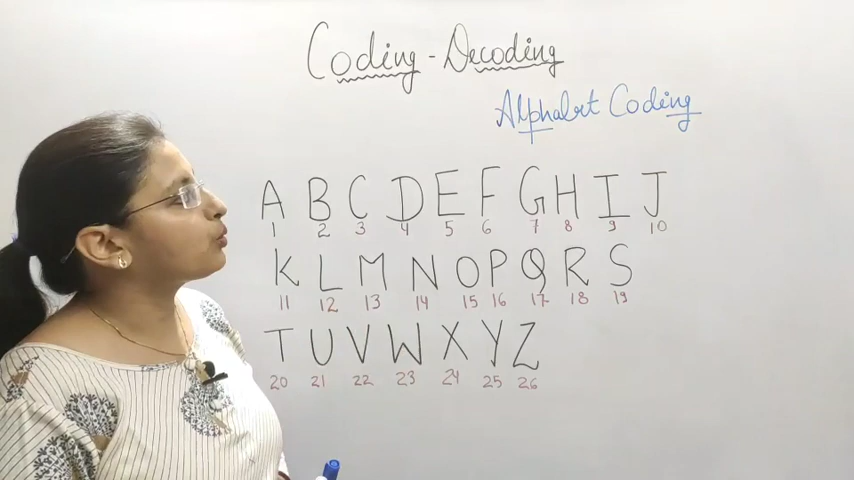 Coding - Decoding
Alphabet Coding
A B C D E F G H I J
1 2 3 4 5 6 7 8 9 10
K L M N O P Q R S
11 12 13 14 15 16 17 18 19
T U V W X Y Z
20 21 22 23 24 25 26